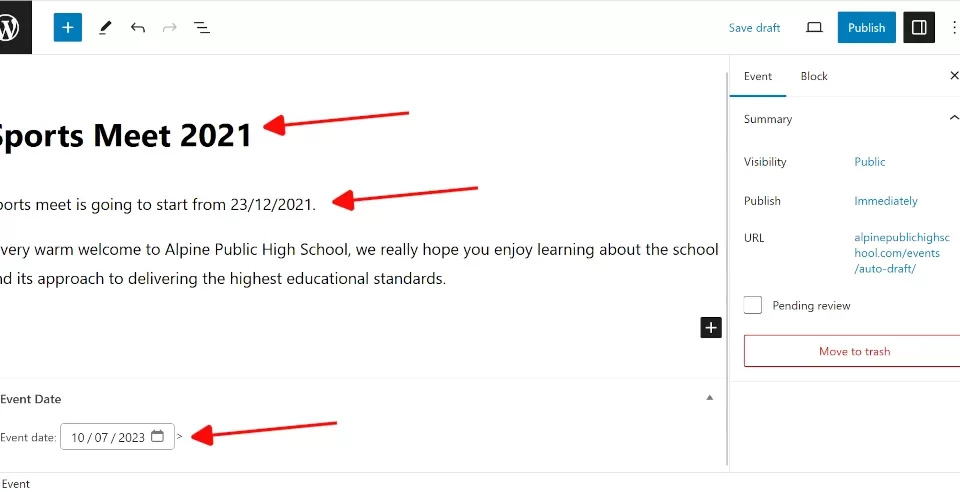 Save draft
Publish
Event Block
Sports Meet 2021
Summary
Visibility Public
ports meet is going to start from 23/12/2021.
Publish Immediately
URL alpinepublichighsc
hool.com/events
/auto-draft/
very warm welcome to Alpine Public High School, we really hope you enjoy learning about the school
nd its approach to delivering the highest educational standards.
Pending review
Move to trash
Event Date
Event date: 10 / 07 / 2023 >
Event